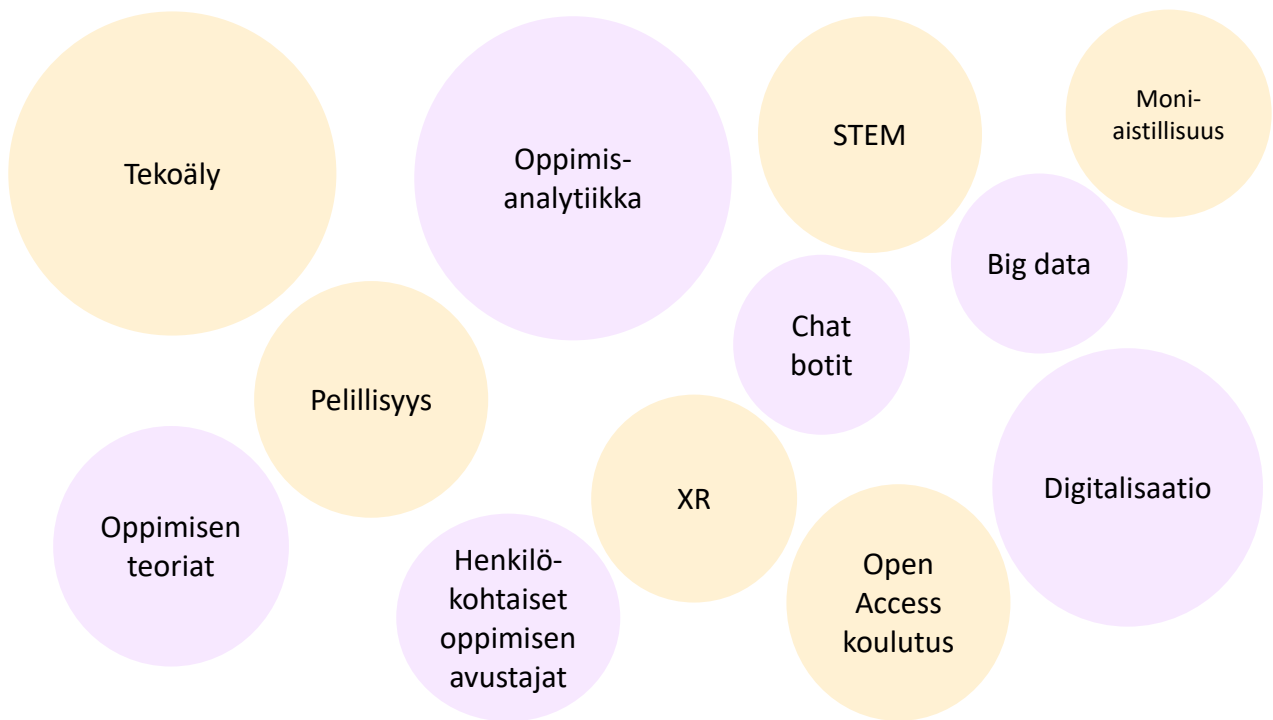 Tekoäly
Oppimis-
analytiikka
STEM
Moni-
aistillisuus
Big data
Chat
botit
Pelillisyys
Digitalisaatio
XR
Oppimisen
teoriat
Henkilö-
kohtaiset
oppimisen
avustajat
Open
Access
koulutus